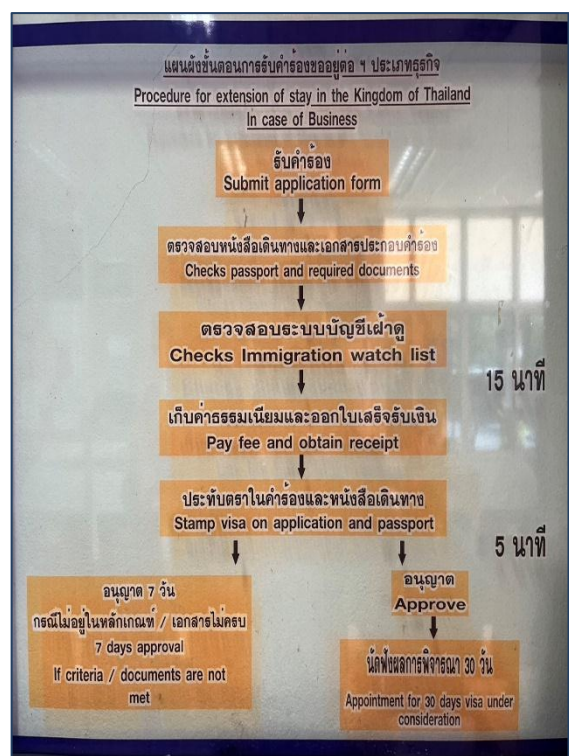 แผนผังขั้นตอนการรับคำร้องขออยู่ต่อ ฯ ประเภทธุรกิจ
Procedure for extension of stay in the Kingdom of Thailand
In case of Business
รับคำร้อง
Submit application form
ตรวจสอบหนังสือเดินทางและเอกสารประกอบคำร้อง
Checks passport and required documents
ตรวจสอบระบบบัญชีเฝ้าดู
Checks Immigration watch list
15 นาที
เก็บค่าธรรมเนียมและออกใบเสร็จรับเงิน
Pay fee and obtain receipt
ประทับตราในคำร้องและหนังสือเดินทาง
Stamp visa on application and passport
5 นาที
อนุญาต 7 วัน
กรณีไม่อยู่ในหลักเกณฑ์ / เอกสารไม่ครบ
7 days approval
If criteria / documents are not
met
อนุญาต
Approve
นัดฟังผลการพิจารณา 30 วัน
Appointment for 30 days visa under
consideration